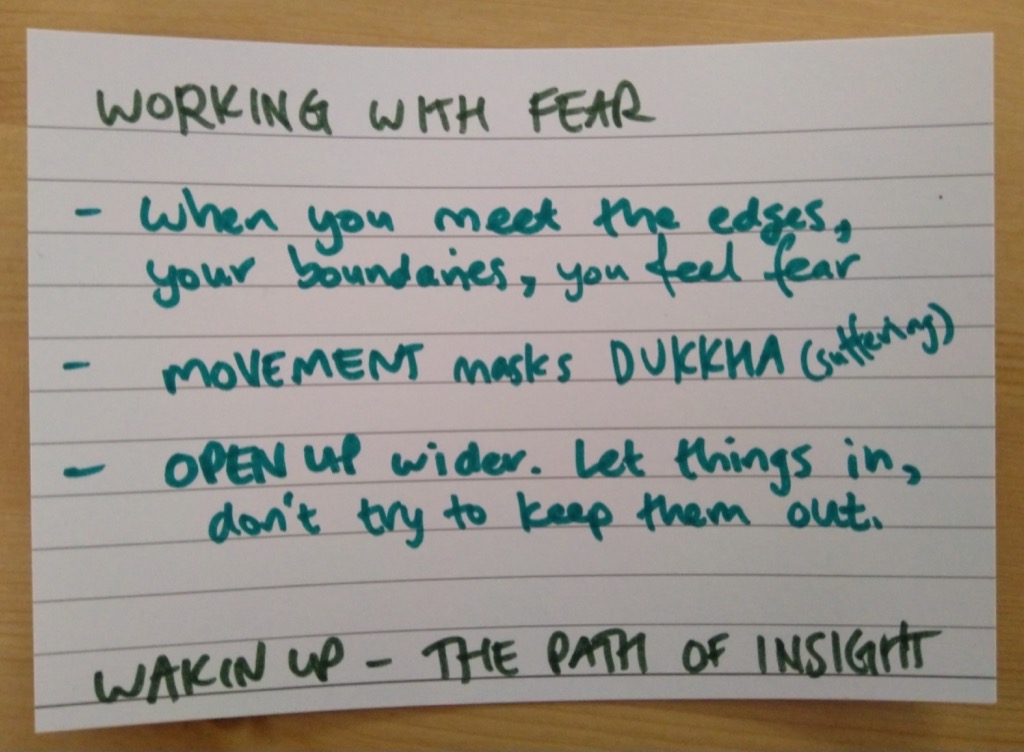 WORKING WITH FEAR
- When you meet the edges,
your boundaries, you feel fear
- MOVEMENT masks DUKKHA (suffering)
- OPEN UP wider. Let things in,
don't try to keep them out.
WAKIN UP - THE PATH OF INSIGHT